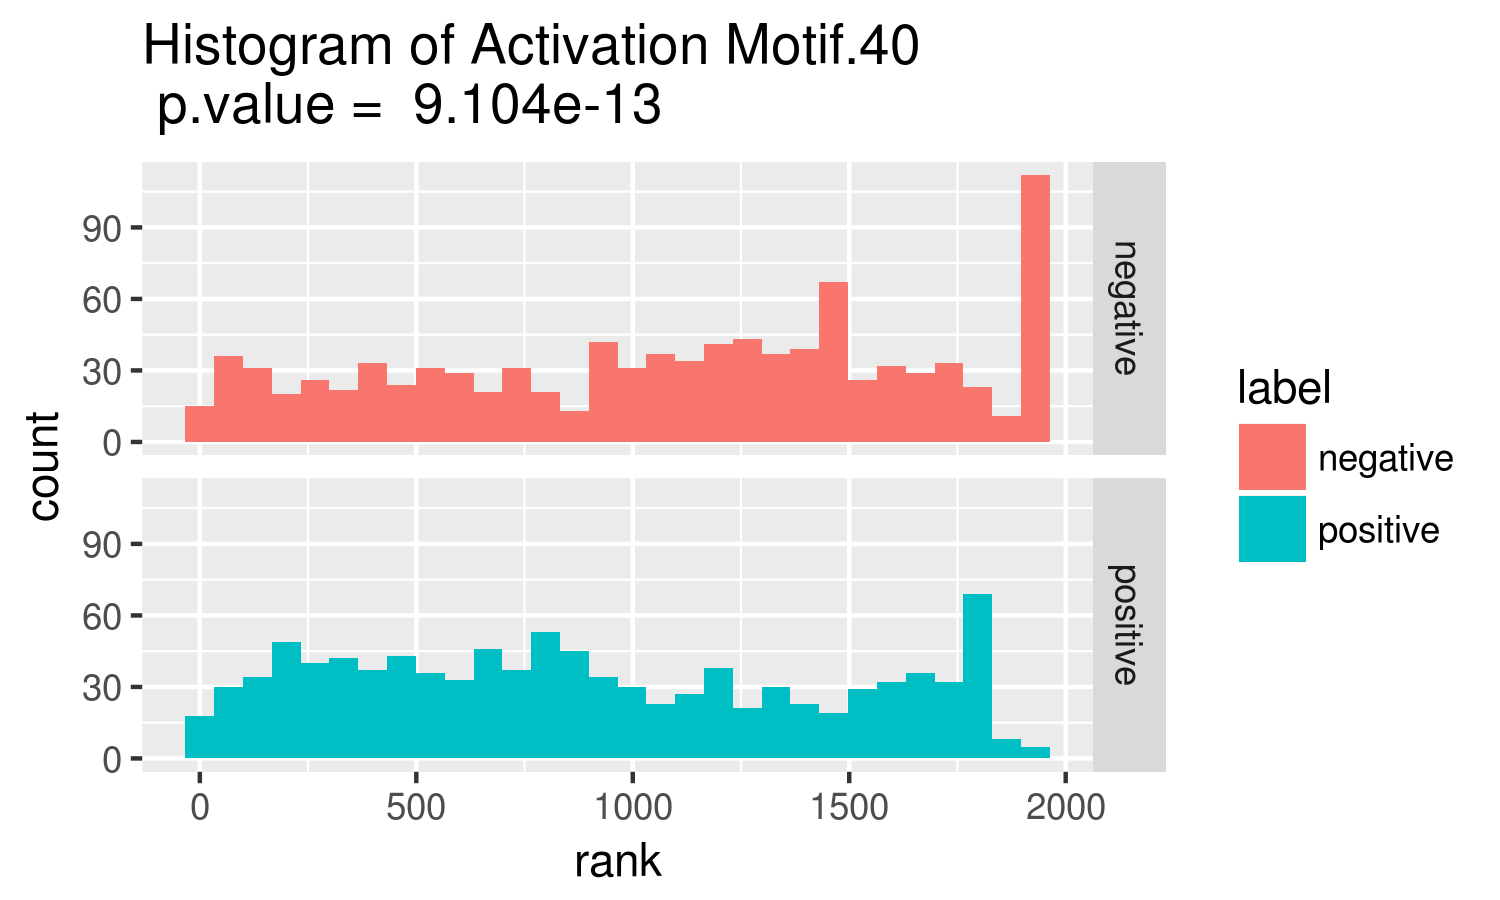 Histogram of Activation Motif.40
p.value = 9.104e-13
90
60
30
0
negative
count
90
60
30
0
positive
0 500 1000 1500 2000
rank
label
negative
positive